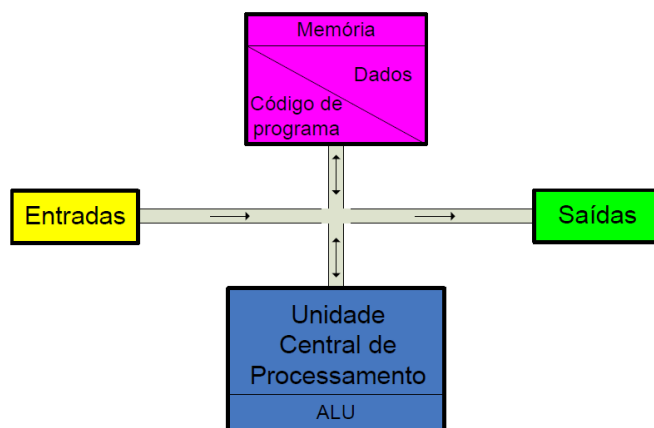 Memória
Dados
Código de
programa
Entradas
Saídas
Unidade
Central de
Processamento
ALU